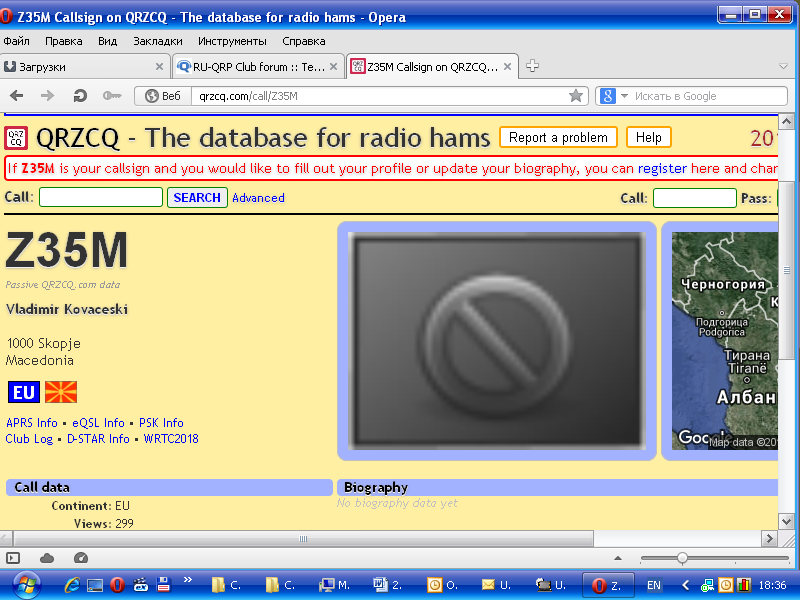 Z35M Callsign on QRZCQ - The database for radio hams - Opera
Файл Правка Вид Закладки Инструменты Справка
Загрузки RU-QRP Club forum :: Te... Z35M Callsign on QRZCQ...
Веб qrzcq.com/call/Z35M Искать в Google
QRZ CQ QRZCQ - The database for radio hams Report a problem Help 20
If Z35M is your callsign and you would like to fill out your profile or update your biography, you can register here and
Call: SEARCH Advanced Call: Pass:
Z35M
Passive QRZCQ.com data
Vladimir Kovaceski
1000 Skopje
Macedonia
EU
APRS Info • eQSL Info • PSK Info
Club Log • D-STAR Info • WRTC2018
Черногория
Подгорица
Podgorica
Тирана
Tiranë
Албан
Goo Map data ©20
Call data
Continent: EU
Views: 299
Biography
No biography data yet
C. C. M. 2. O. U. U. Z. EN 18:36